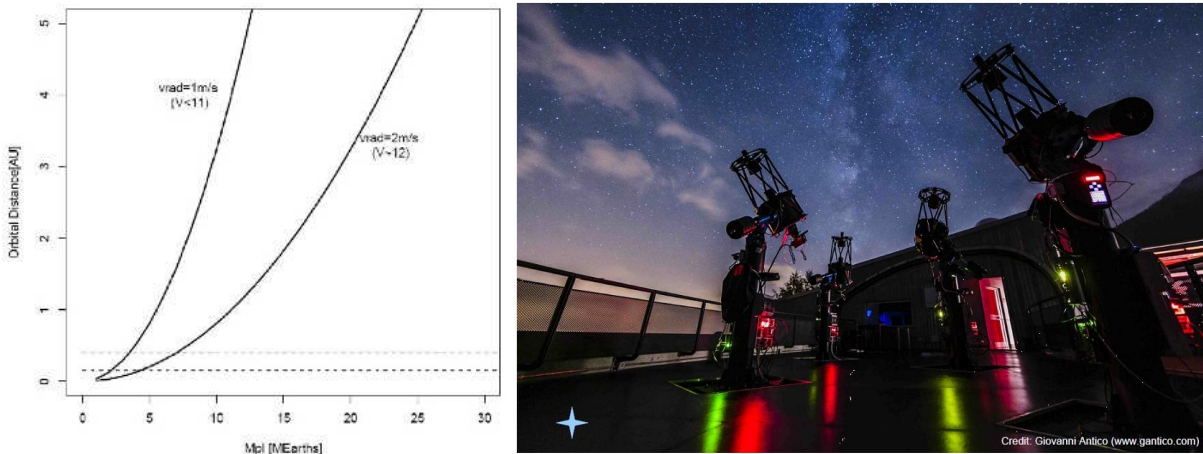 5
4
3
2
1
0
Orbital Distance[AU]
vrad=1m/s
(V<11)
vrad=2m/s
(V~12)
0 5 10 15 20 25 30
Mpl [MEarths]
Credit: Giovanni Antico (www.gantico.com)